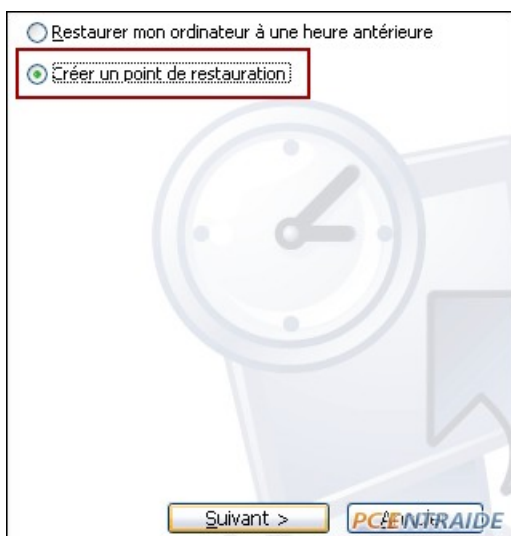 Restaurer mon ordinateur à une heure antérieure
Créer un point de restauration
Suivant >
PCENTRAIDE